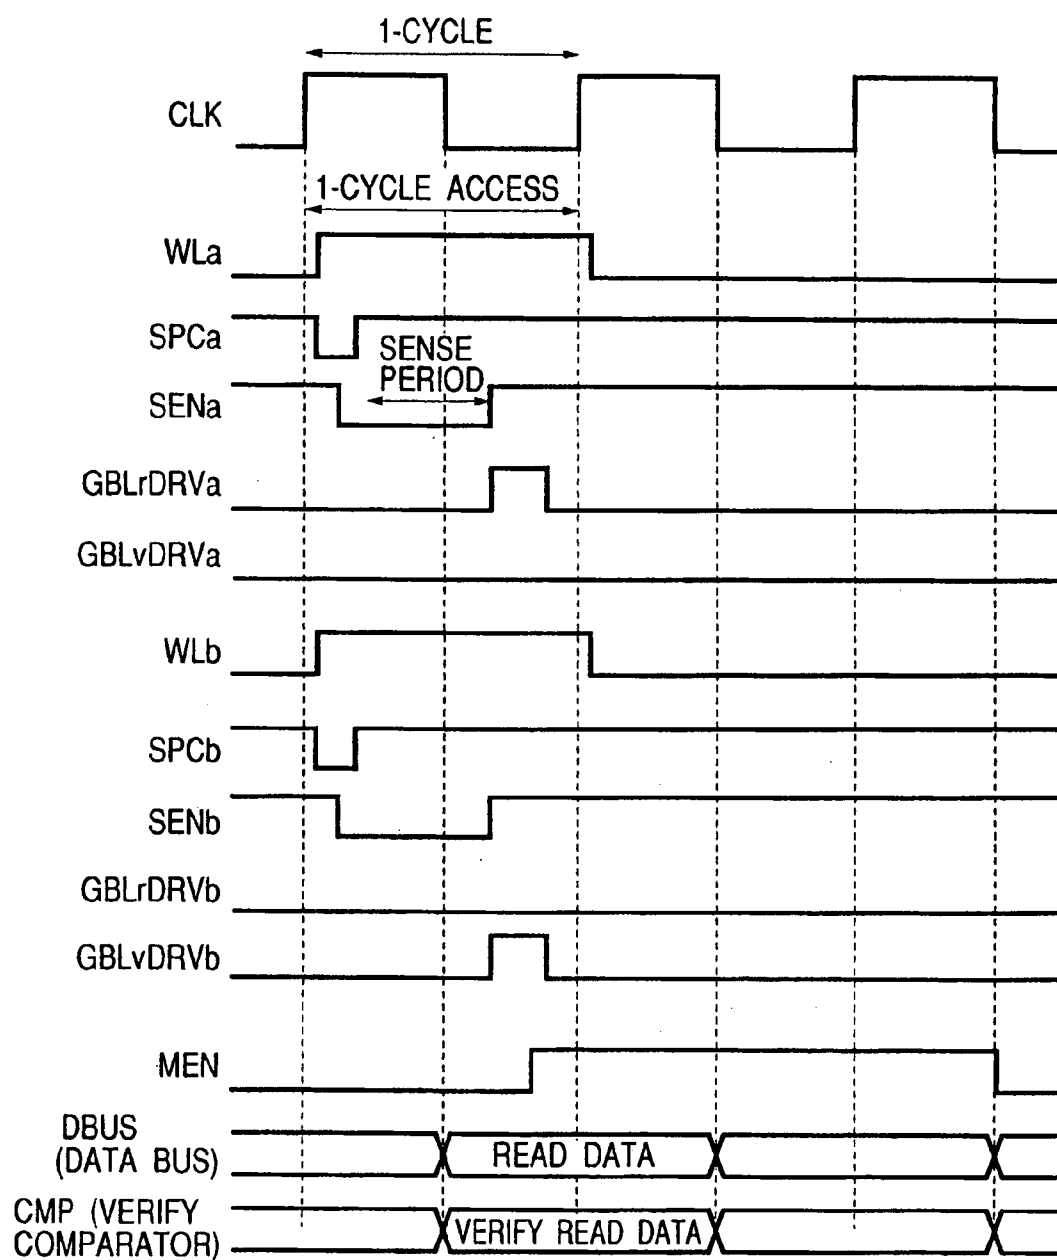 1-CYCLE
CLK
1-CYCLE ACCESS
WLa
SPCa
SENSE
PERIOD
SENa
GBLrDRVa
GBLvDRVa
WLb
SPCb
SENb
GBLrDRVb
GBLvDRVb
MEN
DBUS
(DATA BUS)
READ DATA
CMP (VERIFY
COMPARATOR)
VERIFY READ DATA